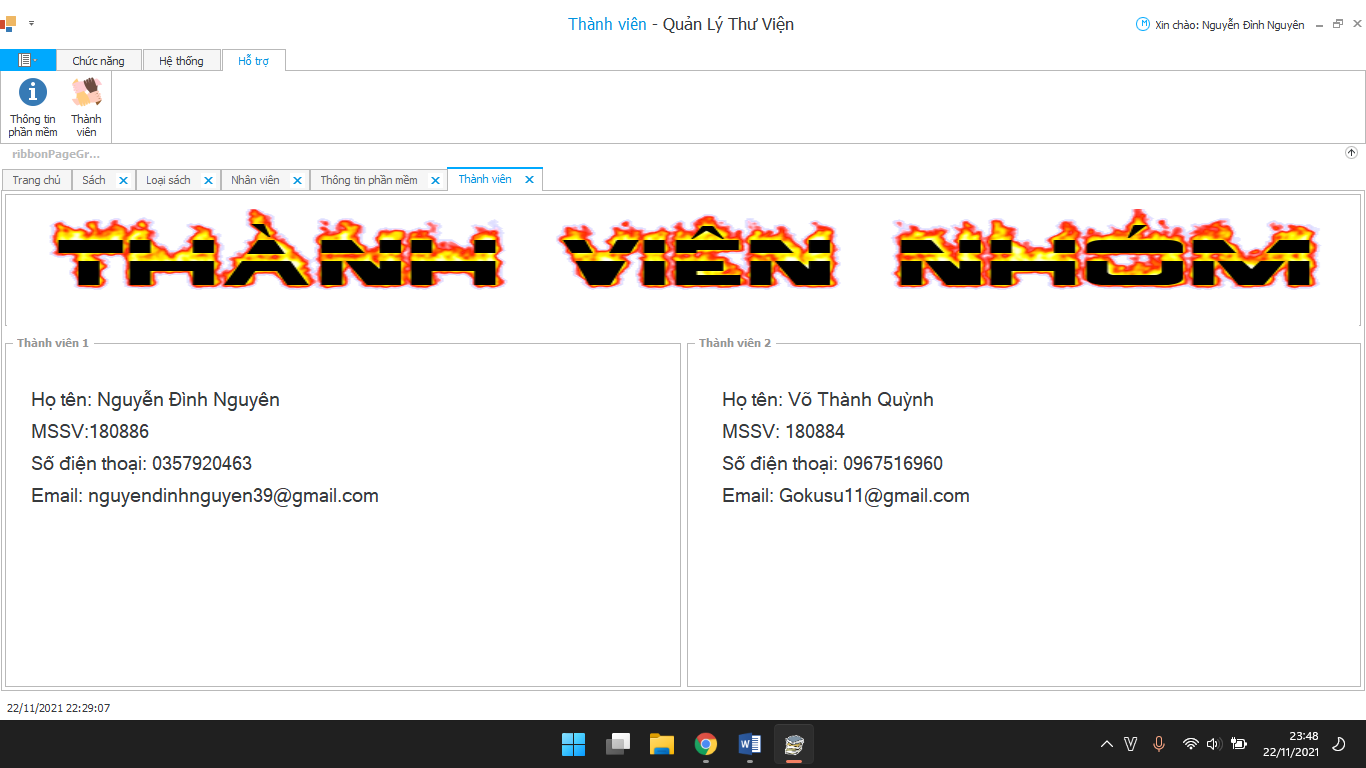 Thành viên - Quản Lý Thư Viện
Xin chào: Nguyễn Đình Nguyên
Chức năng Hệ thống Hỗ trợ
Thông tin phần mềm
Thành viên
ribbonPageGr...
Trang chủ Sách Loại sách Nhân viên Thông tin phần mềm Thành viên
THÀNH VIÊN NHÓM
Thành viên 1
Họ tên: Nguyễn Đình Nguyên
MSSV:180886
Số điện thoại: 0357920463
Email: nguyendinhnguyen39@gmail.com
Thành viên 2
Họ tên: Võ Thành Quỳnh
MSSV: 180884
Số điện thoại: 0967516960
Email: Gokusu11@gmail.com
22/11/2021 22:29:07
23:48
22/11/2021